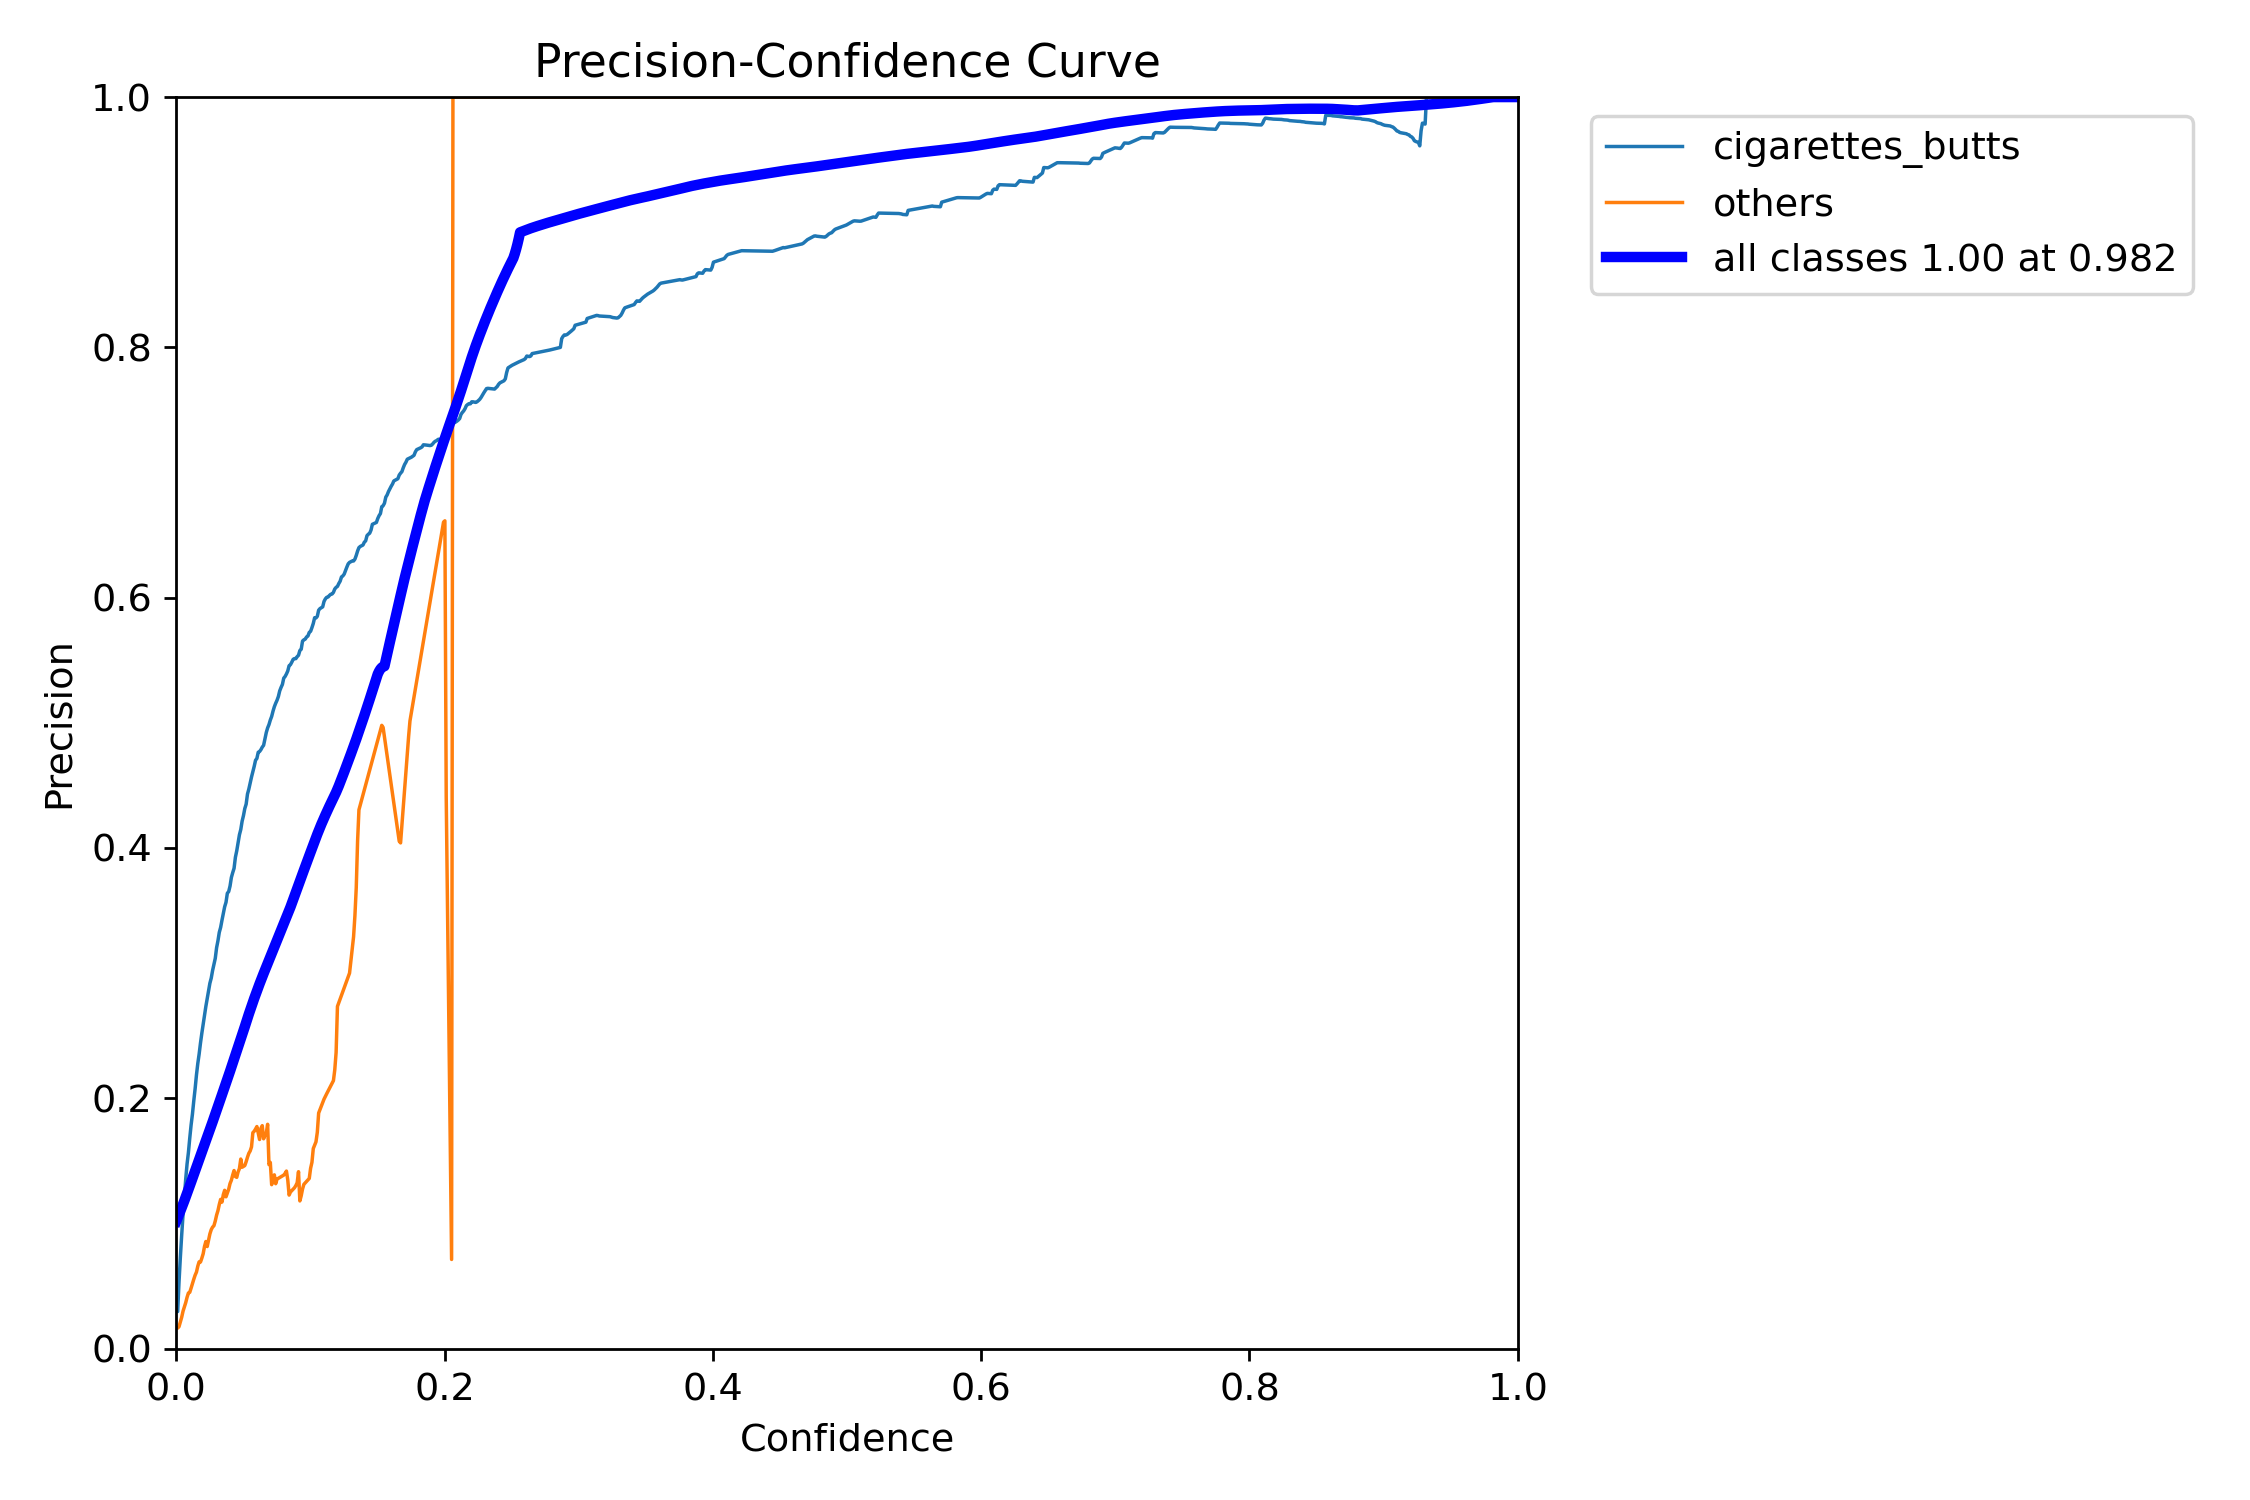 Precision-Confidence Curve
1.0
0.8
0.6
0.4
0.2
0.0
Precision
0.0 0.2 0.4 0.6 0.8 1.0
Confidence
cigarettes_butts
others
all classes 1.00 at 0.982